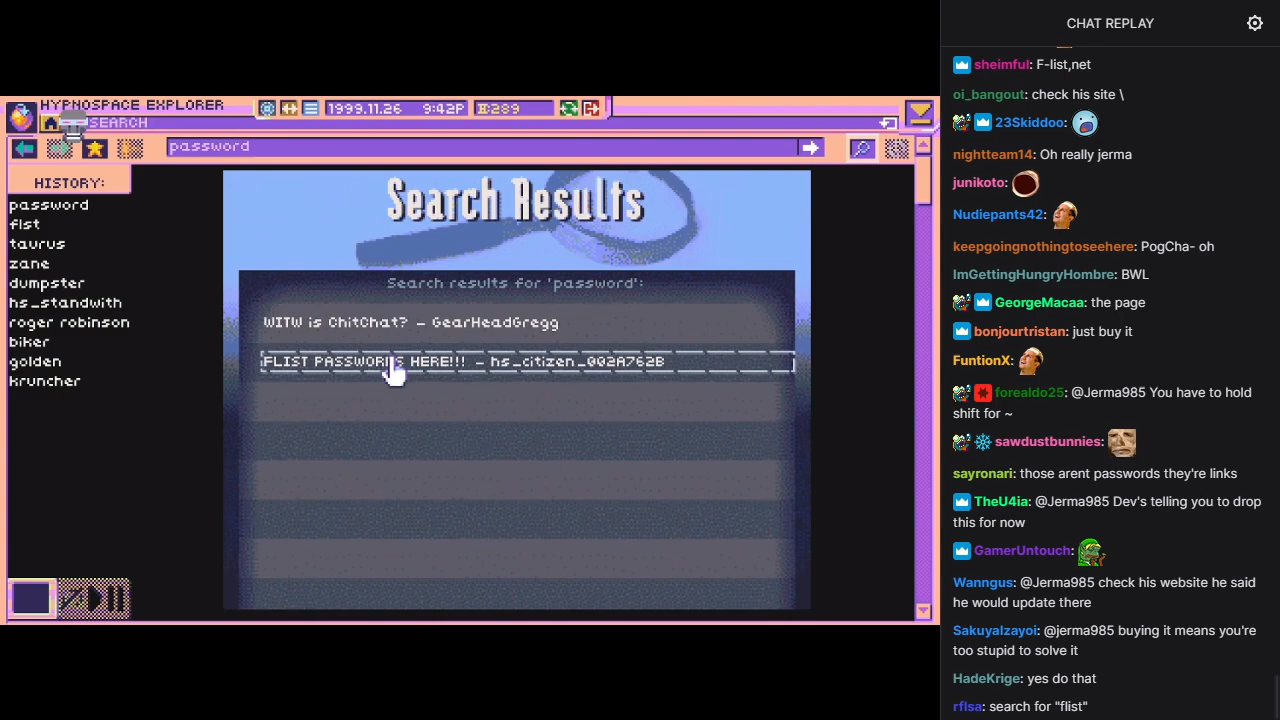 HYPNOSPACE EXPLORER
1999.11.26 9:42P
289
SEARCH
password
HISTORY:
password
flst
taurus
zane
dumpster
hs_standwith
roger robinson
biker
golden
kruncher
Search Results
Search results for 'password':
WITW is ChitChat? - GearHeadGregg
FLIST PASSWORDS HERE!!! - hs_citizen_002A762B
CHAT REPLAY
sheimful: F-list,net
oi_bangout: check his site \
23Skiddoo:
nightteam14: Oh really jerma
junikoto:
Nudiepants42:
keepgoingnothingtoseehere: PogCha- oh
ImGettingHungryHombre: BWL
GeorgeMacaa: the page
bonjourtristan: just buy it
FuntionX:
forealdo25: @Jerma985 You have to hold
shift for ~
sawdustbunnies:
sayronari: those arent passwords they're links
TheU4ia: @Jerma985 Dev's telling you to drop
this for now
GamerUntouch:
Wanngus: @Jerma985 check his website he said
he would update there
SakuyaIzayoi: @jerma985 buying it means you're
too stupid to solve it
HadeKrige: yes do that
rflsa: search for "flist"